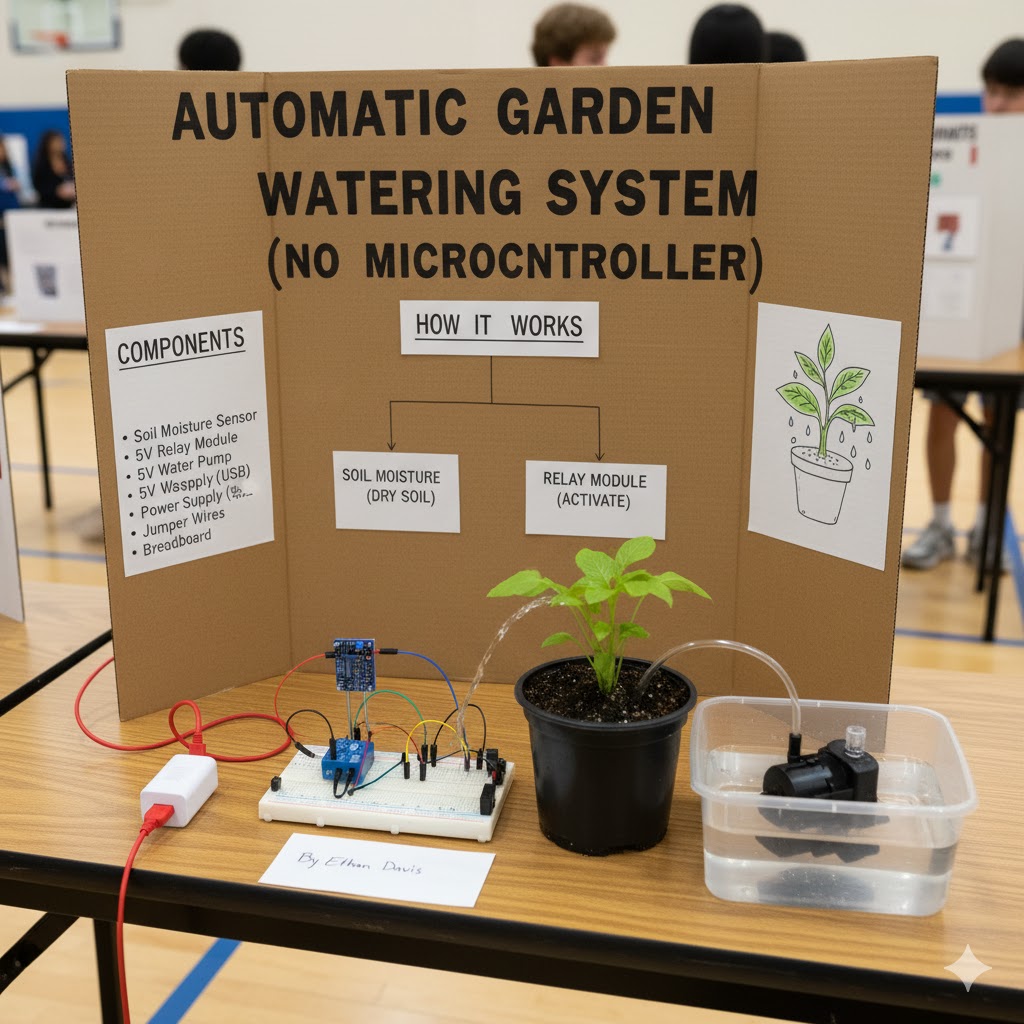 AUTOMATIC GARDEN
WATERING SYSTEM
(NO MICROCNTROLLER)
HOW IT WORKS
COMPONENTS
• Soil Moisture Sensor
• 5V Relay Module
• 5V Water Pump
• 5V Waspply (USB)
• Power Supply
• Jumper Wires
• Breadboard
SOIL MOISTURE
(DRY SOIL)
RELAY MODULE
(ACTIVATE)
By Ethan Davis